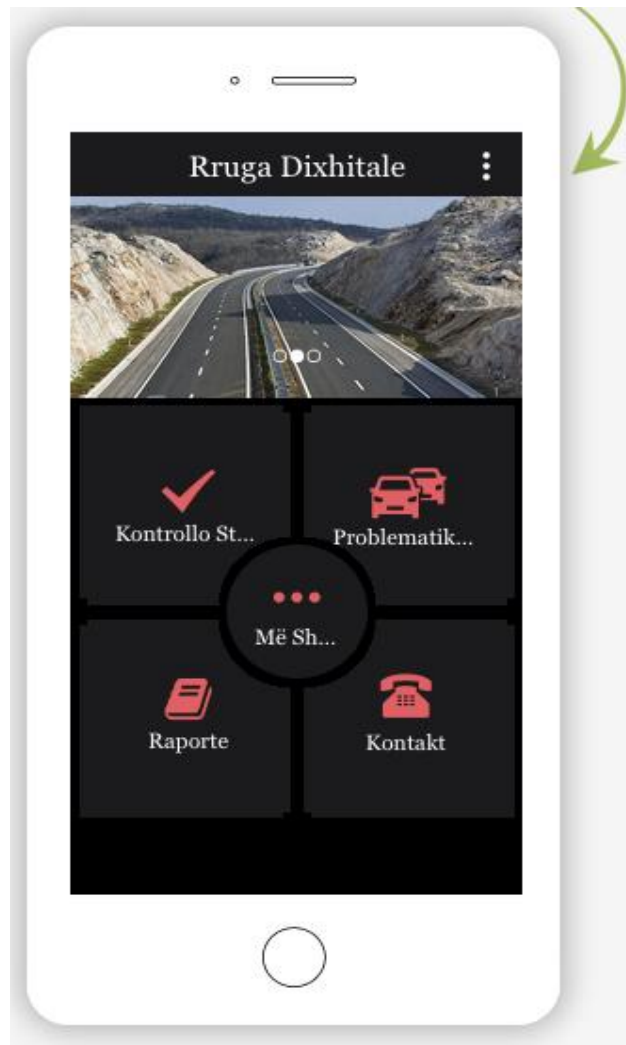 Rruga Dixhitale
Kontrollo St...
Problematik...
Më Sh...
Raporte
Kontakt